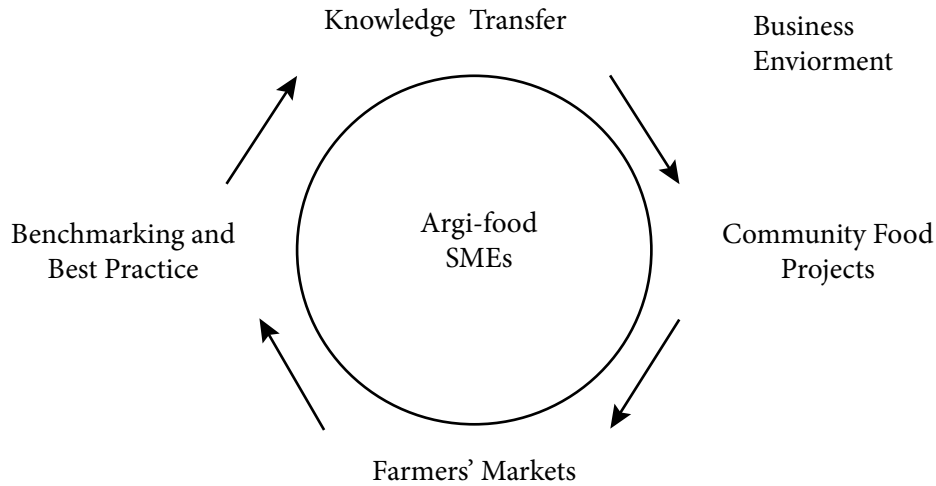 Knowledge Transfer
Business
Enviorment
Benchmarking and
Best Practice
Argi-food
SMEs
Community Food
Projects
Farmers’ Markets